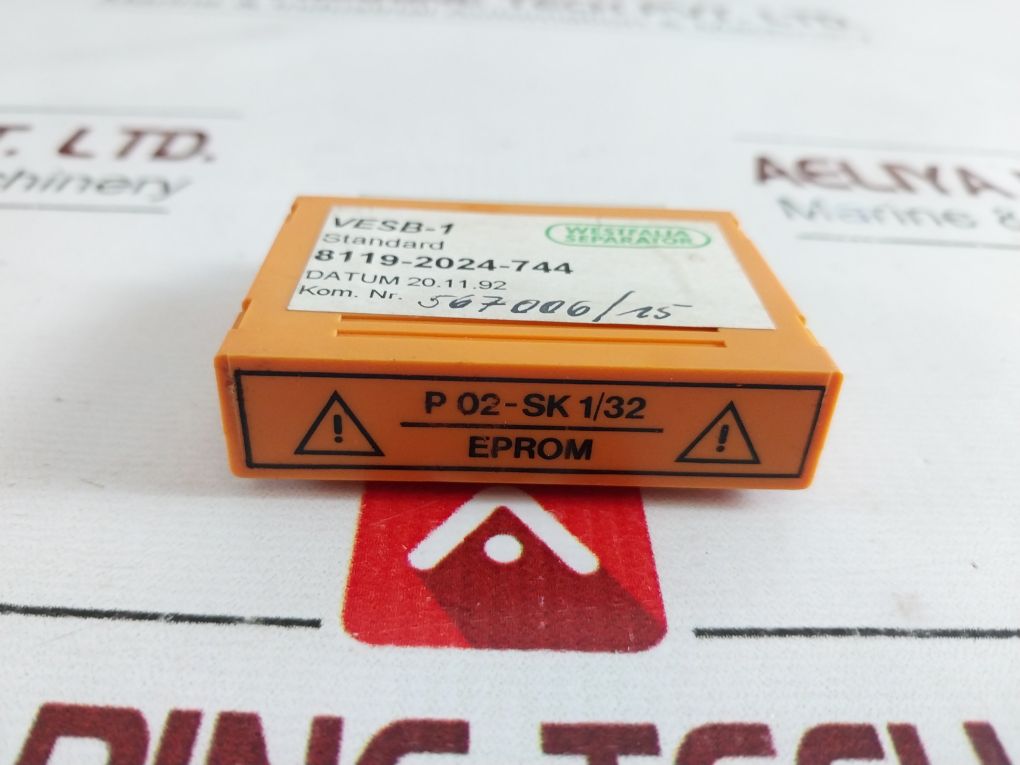 T. LTD.
chinery
AELIYA
Marine &
VESB-1
Standard
8119-2024-744
DATUM 20.11.92
Kom. Nr. 567006/15
WESTFALIA
SEPARATOR
P 02-SK 1/32
EPROM